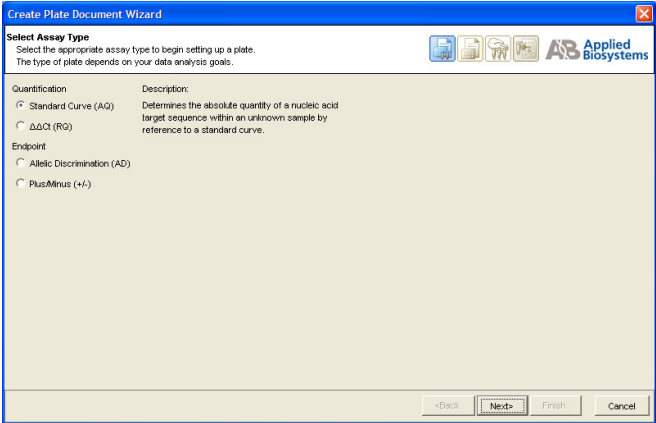 Create Plate Document Wizard
Select Assay Type
Select the appropriate assay type to begin setting up a plate.
The type of plate depends on your data analysis goals.
AB Applied
Biosystems
Quantification
Description:
Standard Curve (AQ)
Determines the absolute quantity of a nucleic acid
target sequence within an unknown sample by
reference to a standard curve.
ΔΔCt (RQ)
Endpoint
Allelic Discrimination (AD)
Plus/Minus (+/-)
<Back
Next>
Finish
Cancel